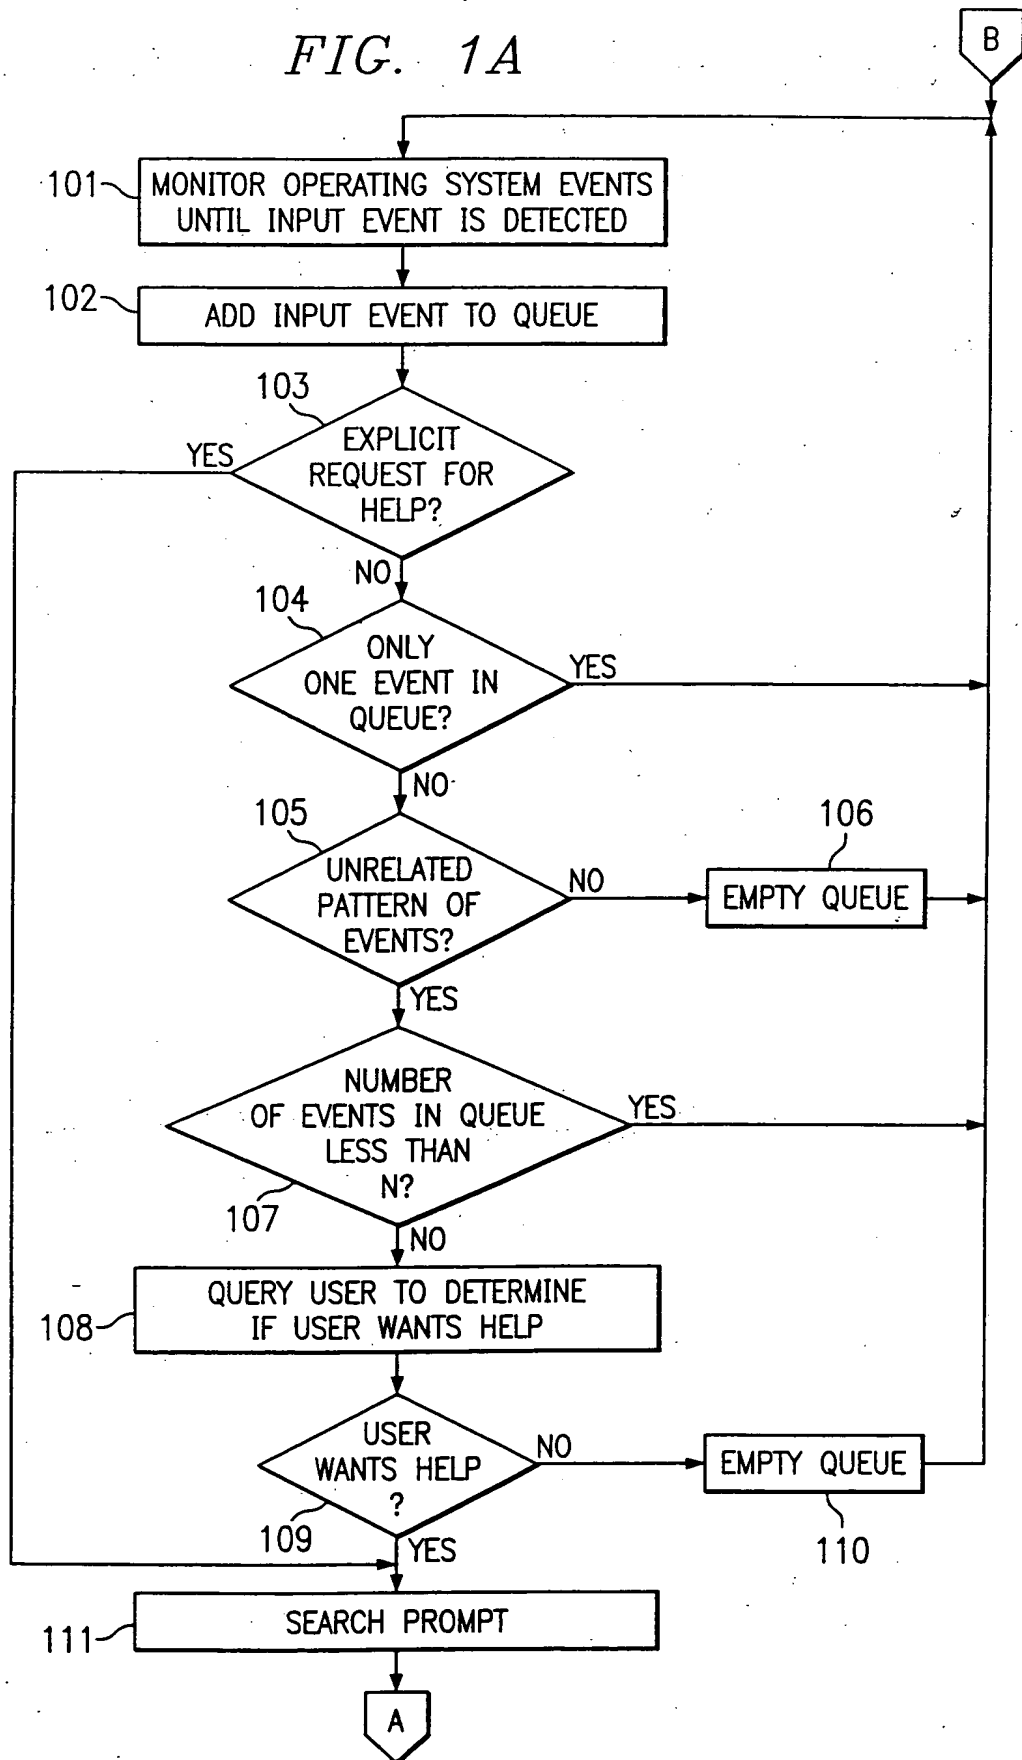 FIG. 1A
B
101
MONITOR OPERATING SYSTEM EVENTS
UNTIL INPUT EVENT IS DETECTED
102
ADD INPUT EVENT TO QUEUE
103
EXPLICIT
REQUEST FOR
HELP?
YES
NO
104
ONLY
ONE EVENT IN
QUEUE?
YES
NO
105
UNRELATED
PATTERN OF
EVENTS?
NO
106
EMPTY QUEUE
YES
NUMBER
OF EVENTS IN QUEUE
LESS THAN
N?
YES
107
NO
108
QUERY USER TO DETERMINE
IF USER WANTS HELP
USER
WANTS HELP
?
NO
EMPTY QUEUE
109
110
YES
111
SEARCH PROMPT
A